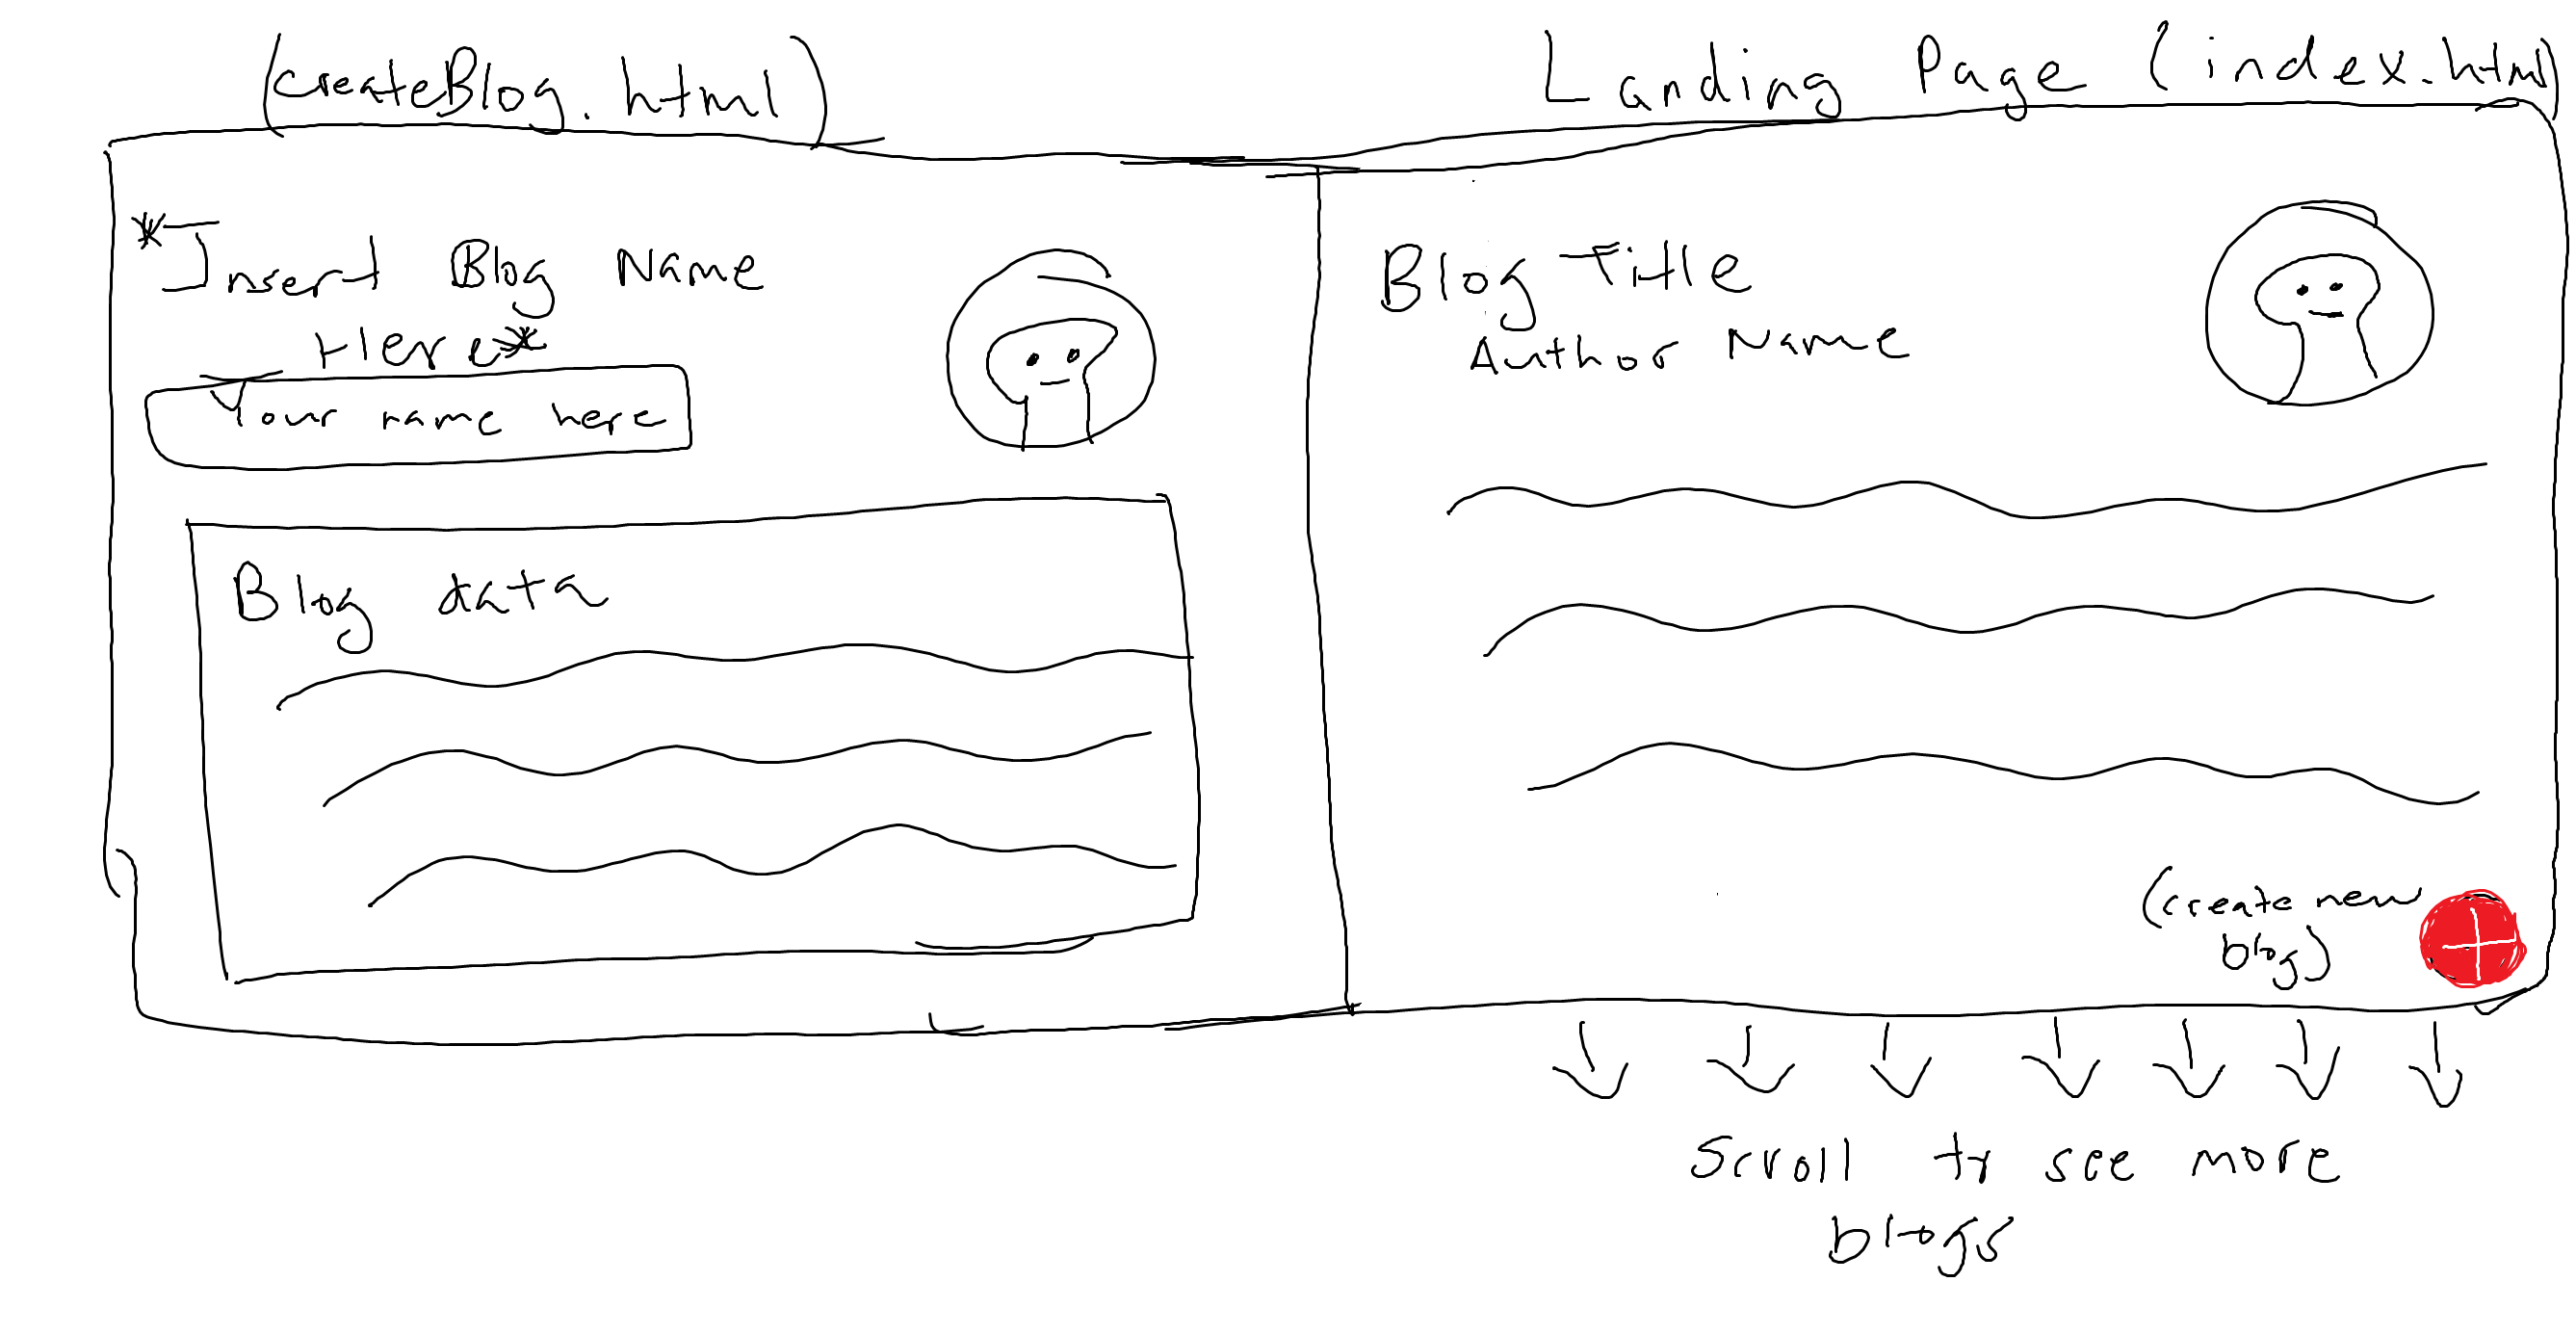 (createBlog.html)
*Insert Blog Name
Here*
Your name here
Blog data
Landing Page (index.html)
Blog Title
Author Name
(create new
blog)
Scroll to see more
blogs